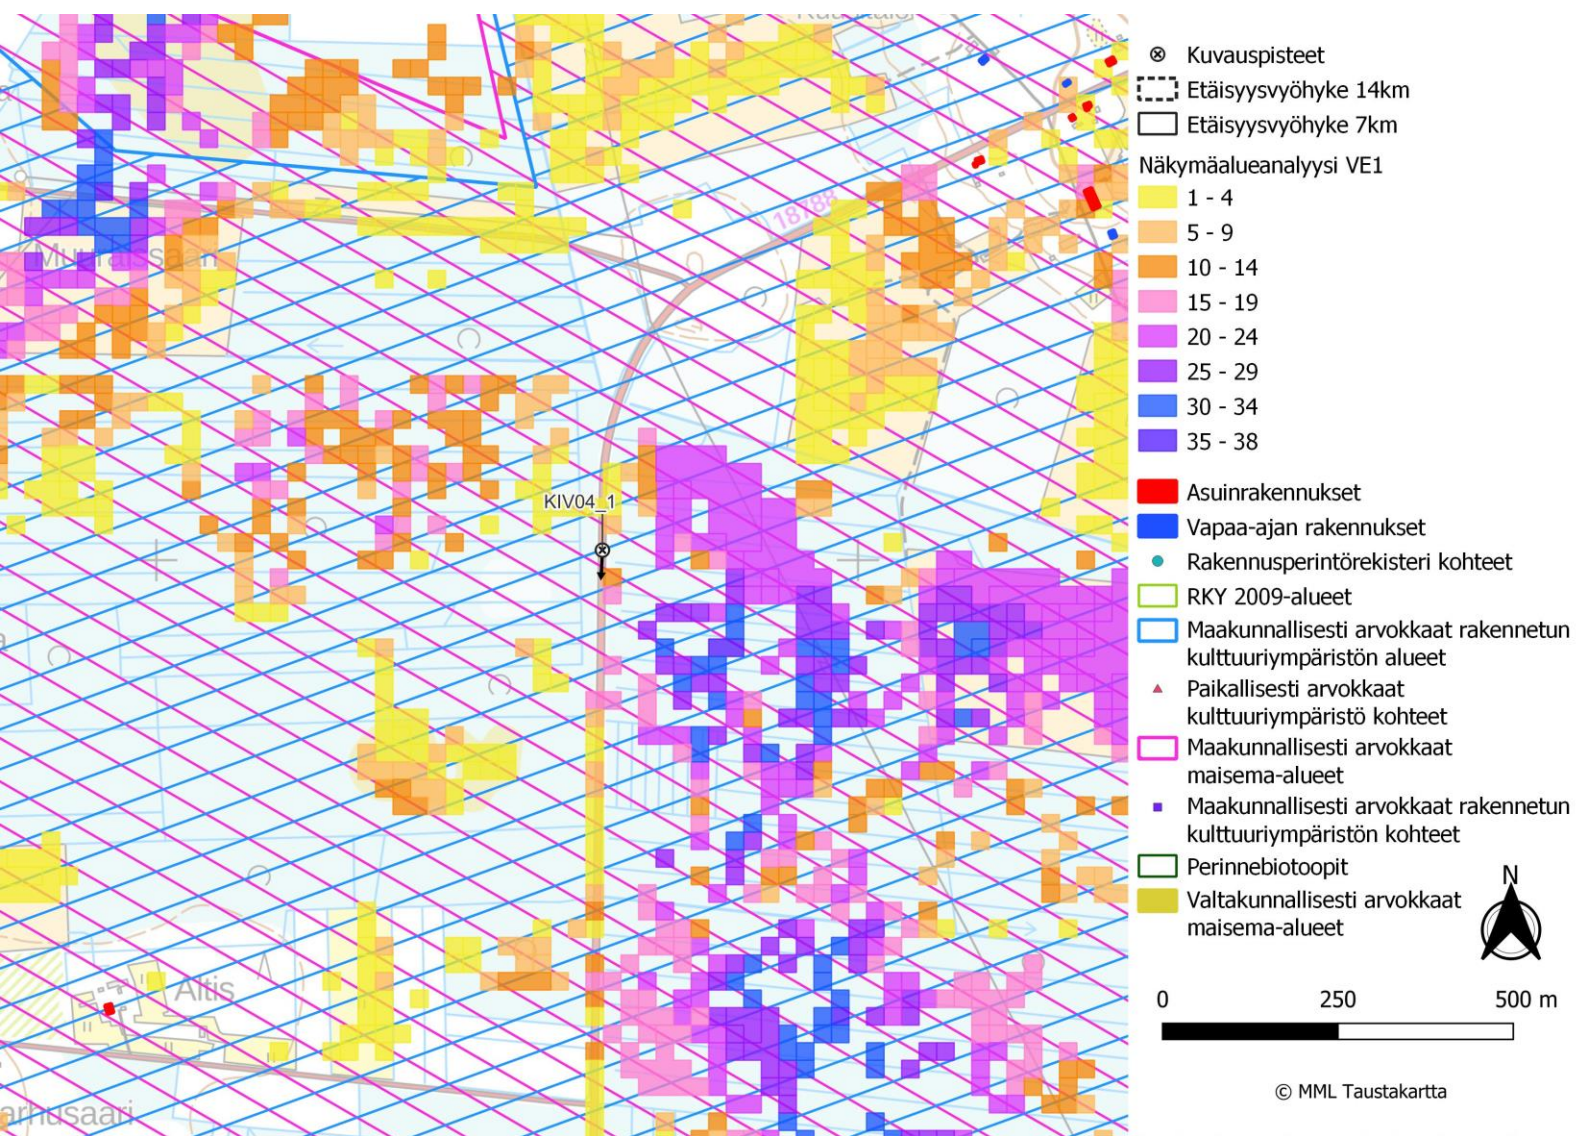 18788
Muuraissaari
KIV04_1
Altis
arhusaari
Kuvauspisteet
Etäisyysvyöhyke 14km
Etäisyysvyöhyke 7km
Näkymäalueanalyysi VE1
1 - 4
5 - 9
10 - 14
15 - 19
20 - 24
25 - 29
30 - 34
35 - 38
Asuinrakennukset
Vapaa-ajan rakennukset
Rakennusperintörekisteri kohteet
RKY 2009-alueet
Maakunnallisesti arvokkaat rakennetun
kulttuuriympäristön alueet
Paikallisesti arvokkaat
kulttuuriympäristö kohteet
Maakunnallisesti arvokkaat
maisema-alueet
Maakunnallisesti arvokkaat rakennetun
kulttuuriympäristön kohteet
Perinnebiotoopit
Valtakunnallisesti arvokkaat
maisema-alueet
N
0 250 500 m
© MML Taustakartta